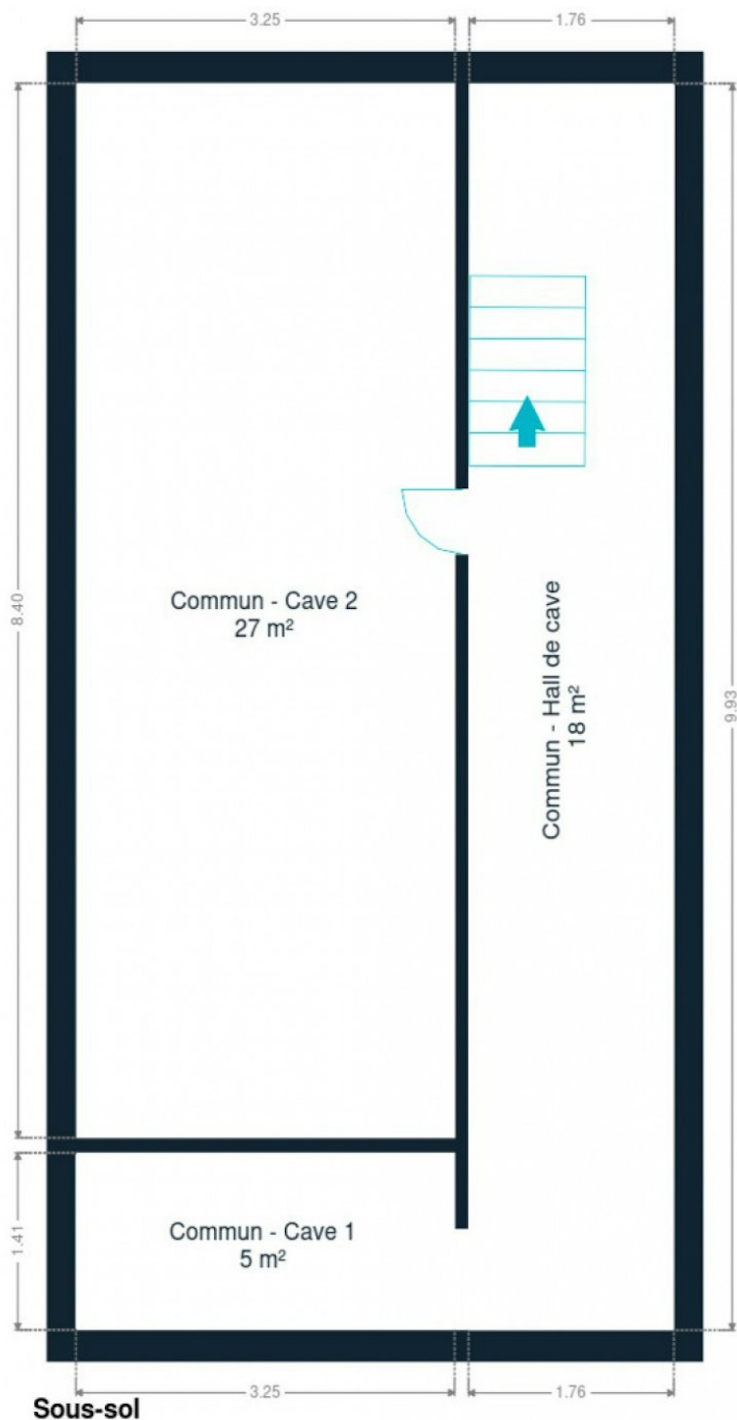 3.25
1.76
8.40
Commun - Cave 2
27 m²
Commun - Hall de cave
18 m²
9.93
1.41
Commun - Cave 1
5 m²
3.25
1.76
Sous-sol